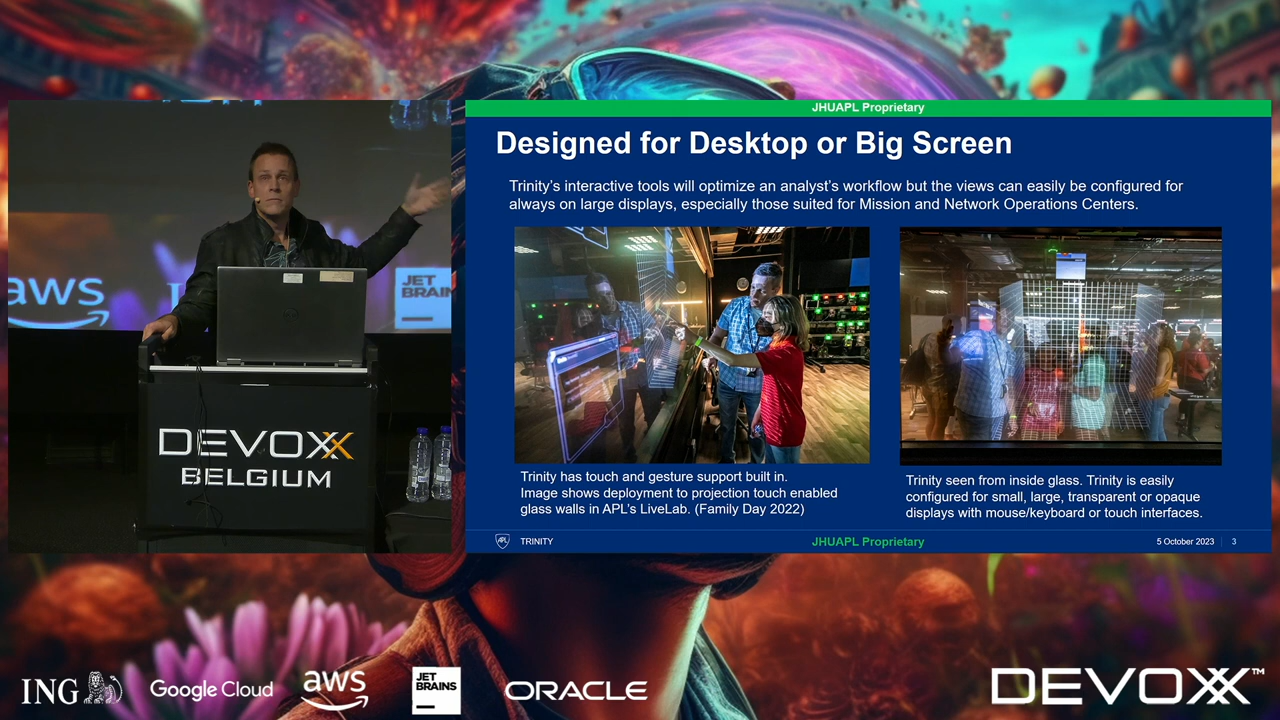 JHUAPL Proprietary
Designed for Desktop or Big Screen
Trinity's interactive tools will optimize an analyst's workflow but the views can easily be configured for
always on large displays, especially those suited for Mission and Network Operations Centers.
Trinity has touch and gesture support built in.
Image shows deployment to projection touch enabled
glass walls in APL's LiveLab. (Family Day 2022)
Trinity seen from inside glass. Trinity is easily
configured for small, large, transparent or opaque
displays with mouse/keyboard or touch interfaces.
APL
TRINITY
JHUAPL Proprietary
5 October 2023
3
aws
JET
BRAIN
DEVOXX
BELGIUM
ING
Google Cloud
aws
JET
BRAINS
ORACLE
DEVOXX™